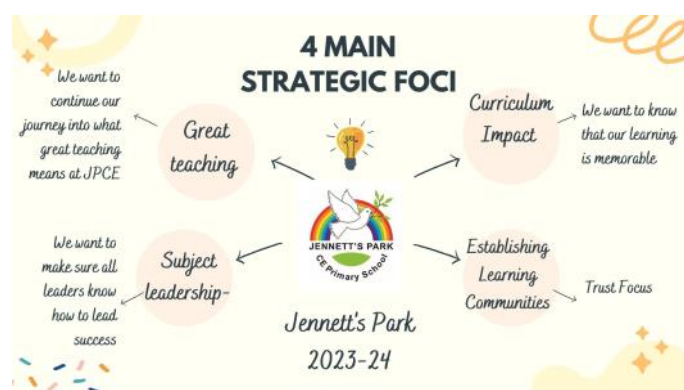 4 MAIN
STRATEGIC FOCI
We want to
continue our
journey into what
great teaching
means at JPCE
Great
teaching
Curriculum
Impact
We want to know
that our learning
is memorable
JENNETT'S PARK
CE Primary School
We want to
make sure all
leaders know
how to lead
success
Subject
leadership-
Establishing
Learning
Communities
Trust Focus
Jennett's Park
2023-24